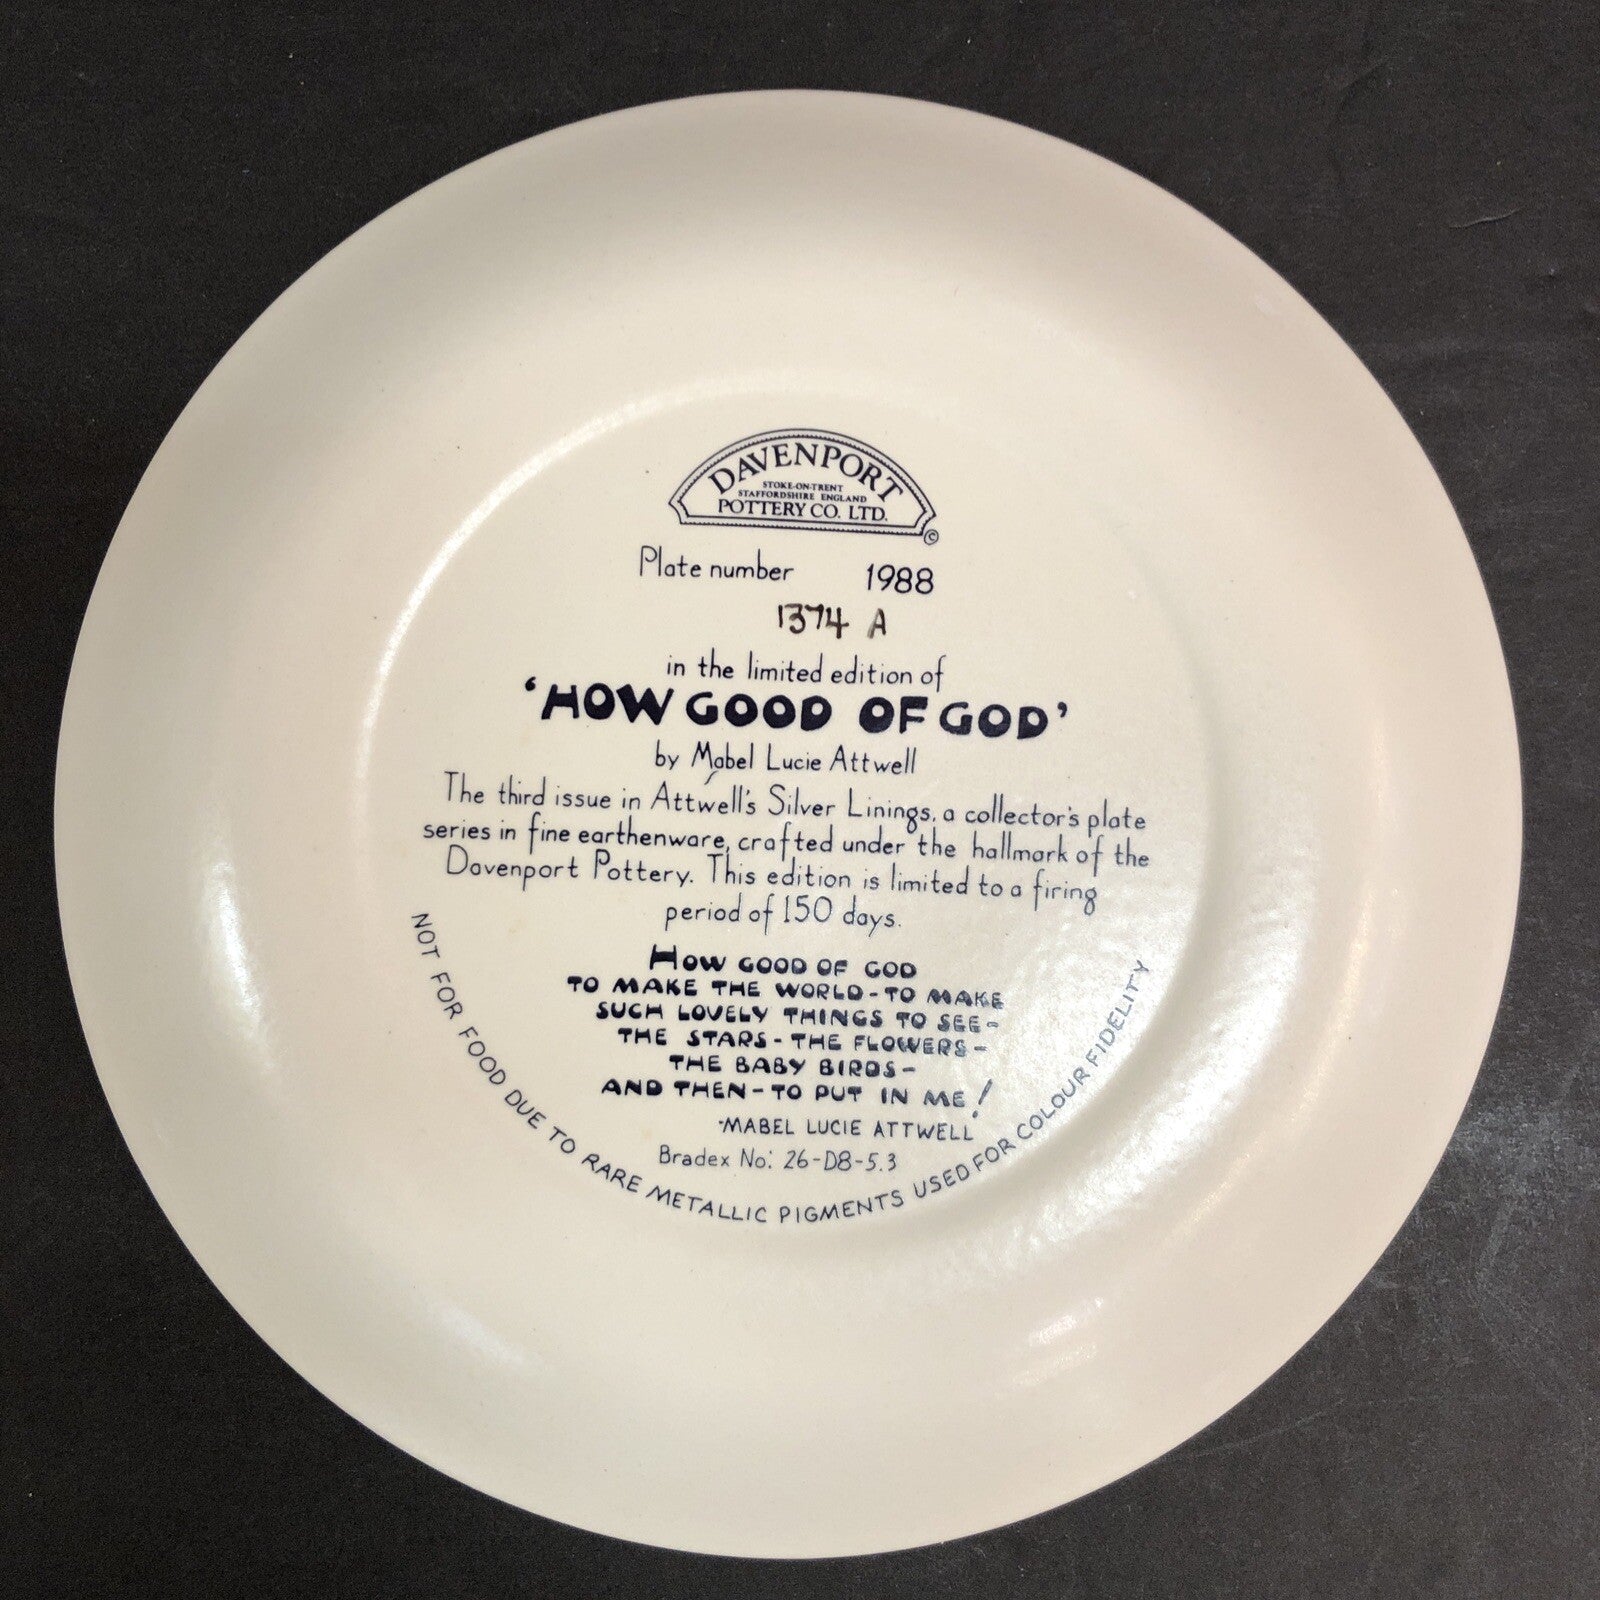 DAVENPORT
STOKE-ON-TRENT
STAFFORDSHIRE ENGLAND
POTTERY CO. LTD.
©
Plate number 1988
1374 A
in the limited edition of
'HOW GOOD OF GOD'
by Mabel Lucie Attwell
The third issue in Attwell's Silver Linings, a collector's plate
series in fine earthenware, crafted under the hallmark of the
Davenport Pottery. This edition is limited to a firing
period of 150 days.
HOW GOOD OF GOD
TO MAKE THE WORLD-TO MAKE
SUCH LOVELY THINGS TO SEE-
THE STARS-THE FLOWERS-
THE BABY BIRDS-
AND THEN-TO PUT IN ME!
-MABEL LUCIE ATTWELL
Bradex No: 26-D8-5.3
NOT FOR FOOD DUE TO RARE METALLIC PIGMENTS USED FOR COLOUR FIDELITY